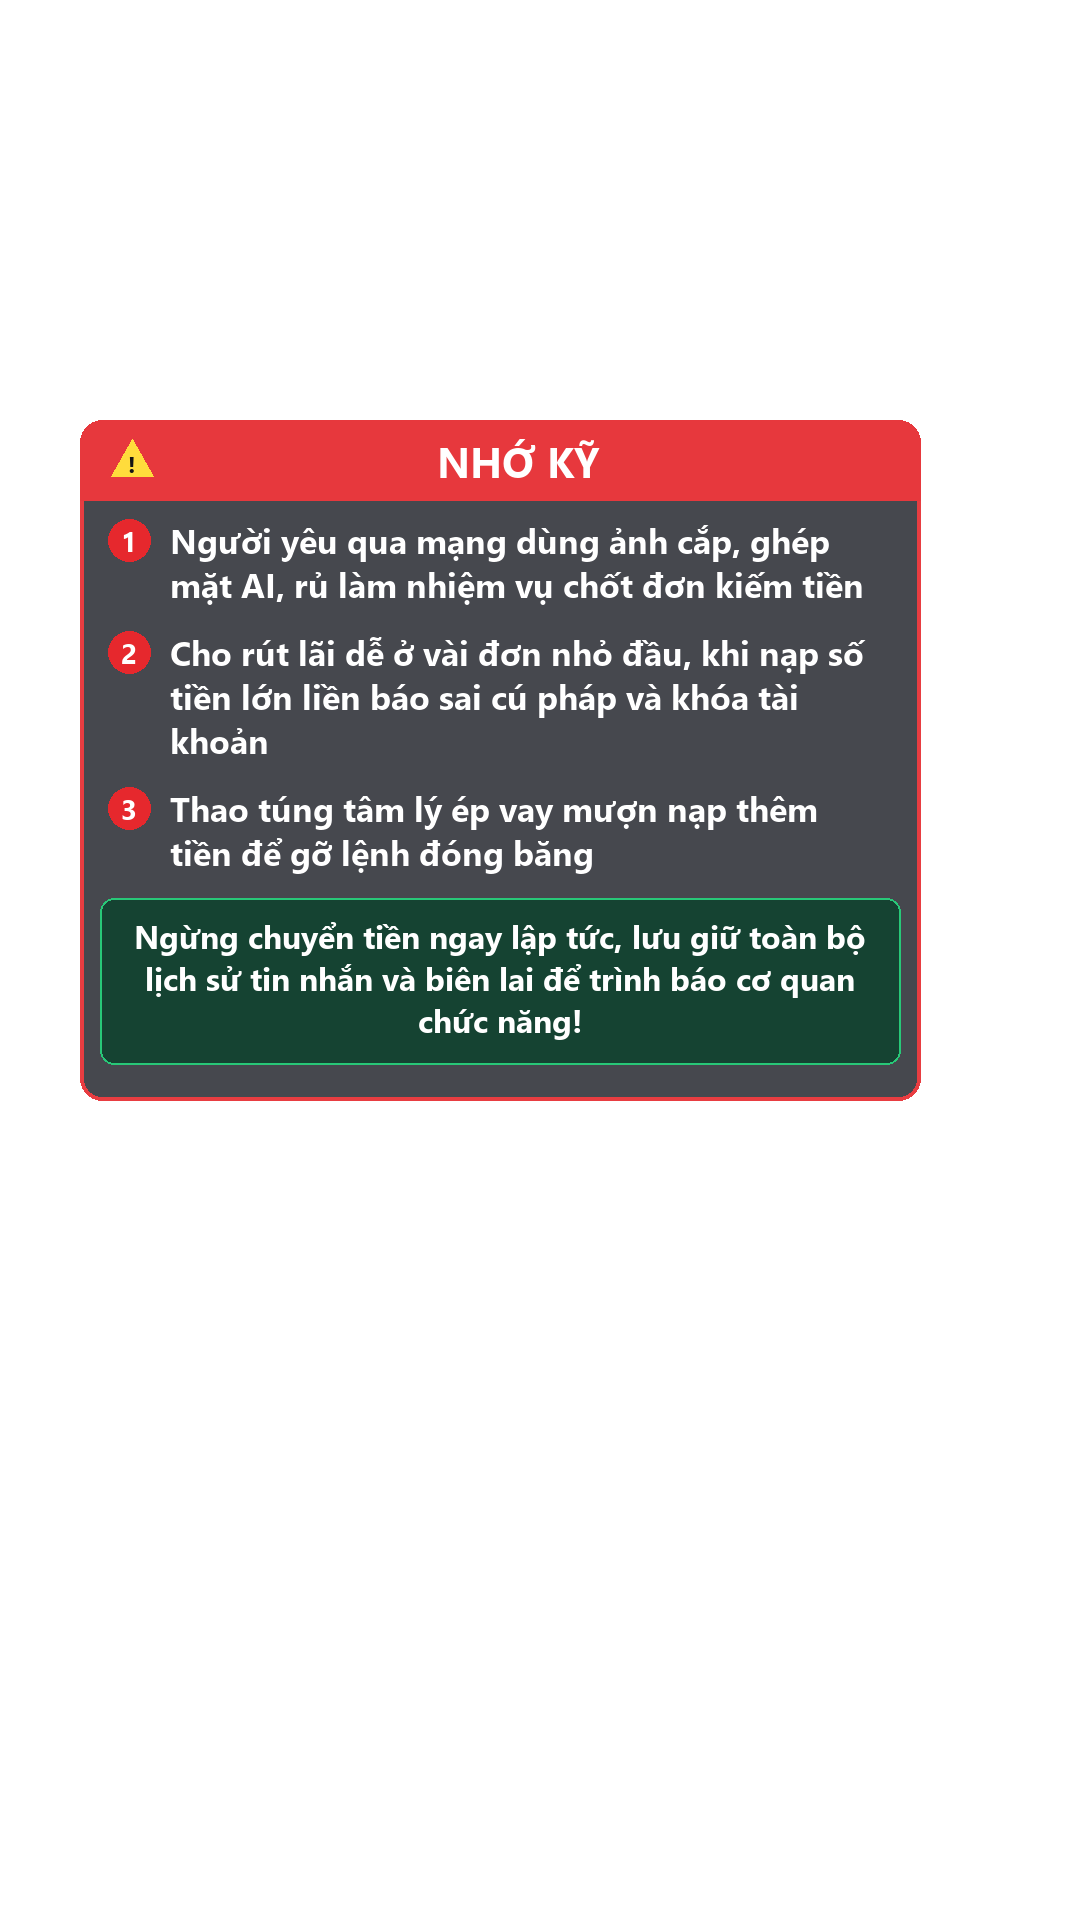 !
NHỚ KỸ
1 Người yêu qua mạng dùng ảnh cắp, ghép
mặt AI, rủ làm nhiệm vụ chốt đơn kiếm tiền
2 Cho rút lãi dễ ở vài đơn nhỏ đầu, khi nạp số
tiền lớn liền báo sai cú pháp và khóa tài
khoản
3 Thao túng tâm lý ép vay mượn nạp thêm
tiền để gỡ lệnh đóng băng
Ngừng chuyển tiền ngay lập tức, lưu giữ toàn bộ
lịch sử tin nhắn và biên lai để trình báo cơ quan
chức năng!